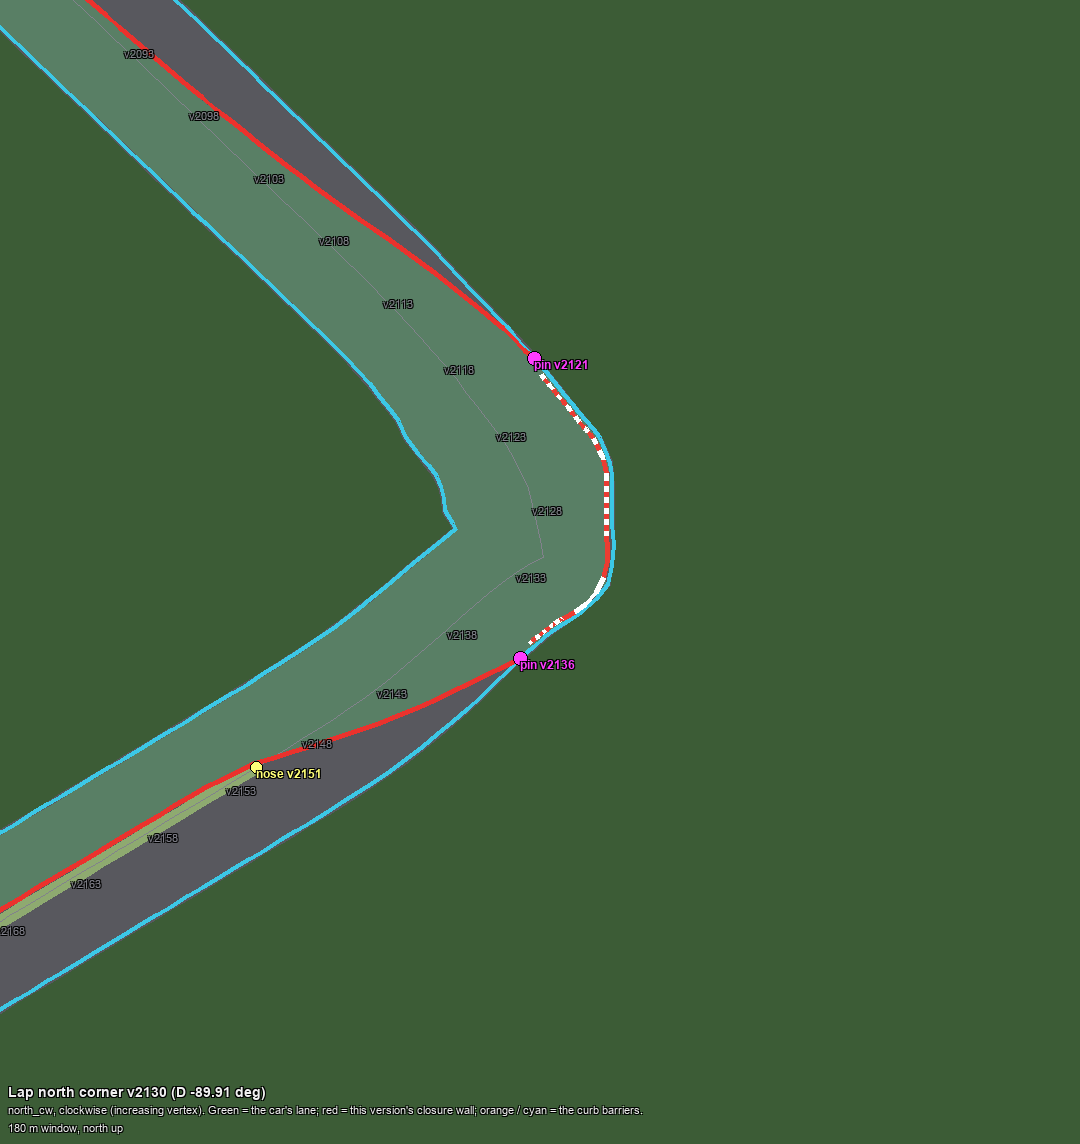 v2093
v2098
v2103
v2108
v2113
pin v2121
v2118
v2123
v2128
v2133
v2138
pin v2136
v2143
v2148
nose v2151
v2153
v2158
v2163
2168
Lap north corner v2130 (D -89.91 deg)
north_cw, clockwise (increasing vertex). Green = the car's lane; red = this version's closure wall; orange / cyan = the curb barriers.
180 m window, north up